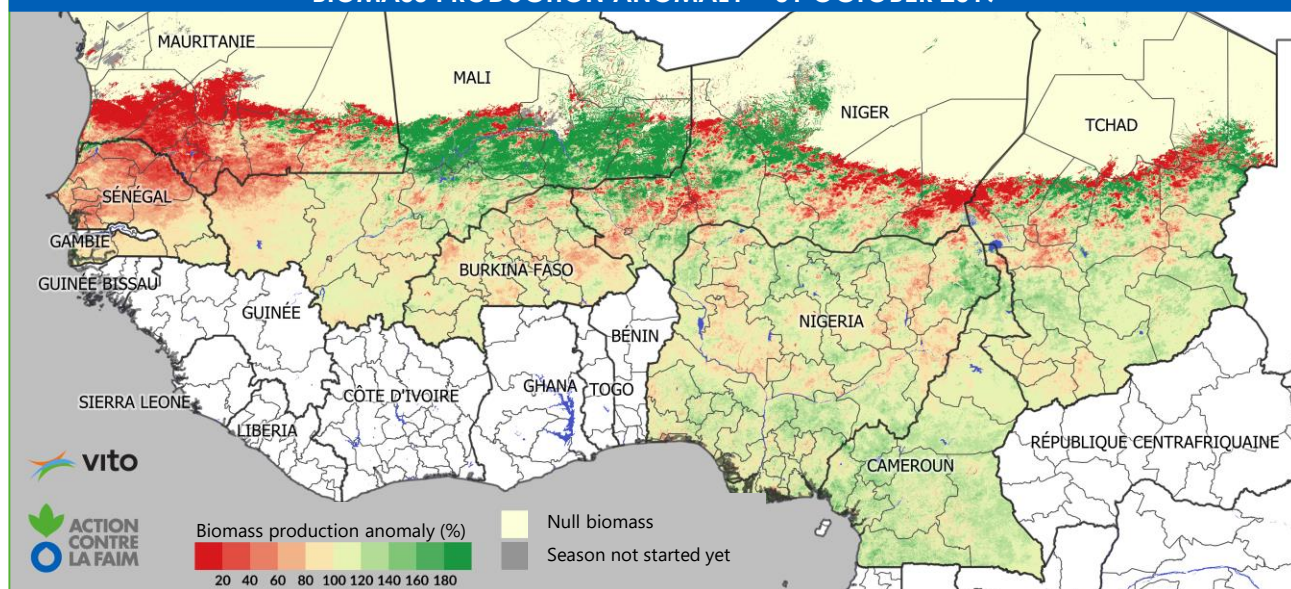 MAURITANIE
MALI
NIGER
TCHAD
SÉNÉGAL
GAMBIE
GUINÉE BISSAU
BURKINA FASO
GUINÉE
NIGERIA
BÉNIN
CÔTE D'IVOIRE
GHANA
TOGO
SIERRA LEONE
LIBERIA
CAMEROUN
RÉPUBLIQUE CENTRAFRIQUAINE
vito
ACTION
CONTRE
LA FAIM
Biomass production anomaly (%)
20 40 60 80 100 120 140 160 180
Null biomass
Season not started yet